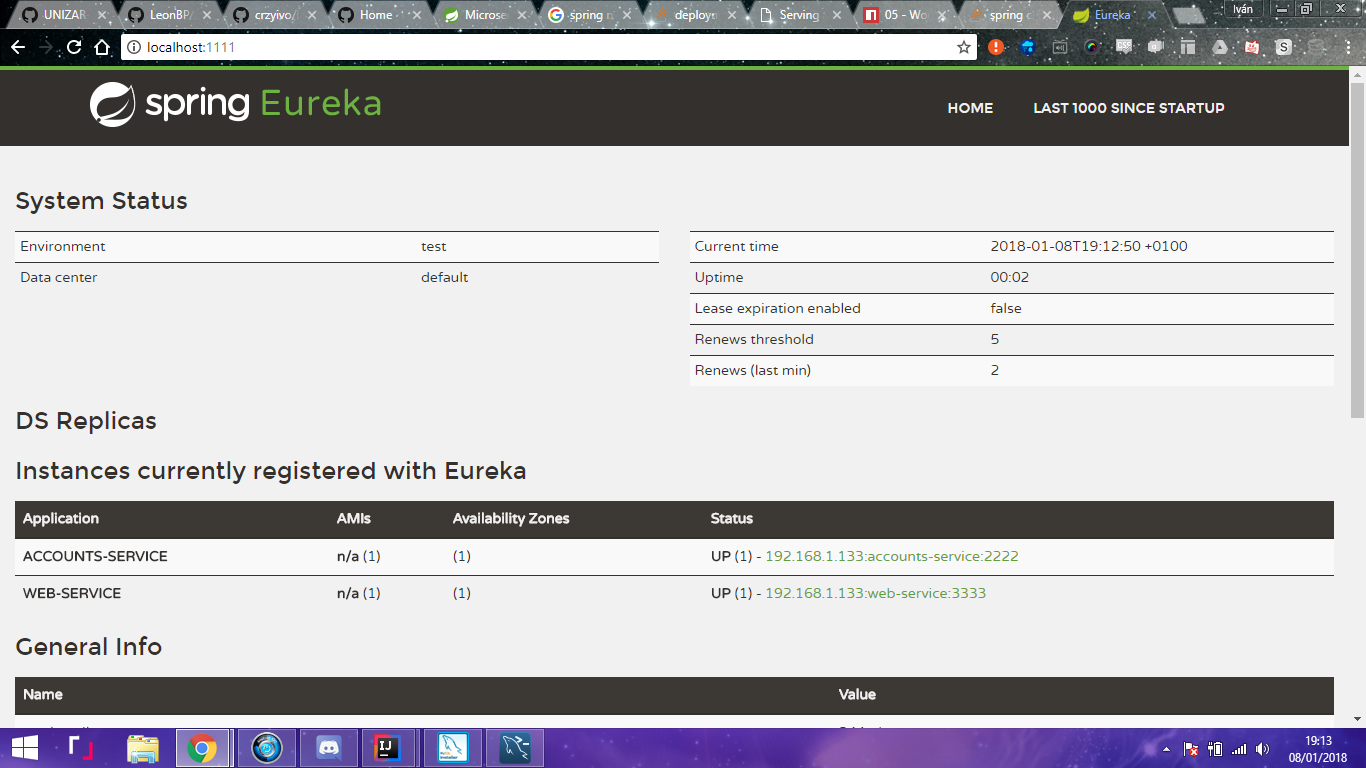 UNIZAR
LeonBP/
crzyivo/
Home
Microse
spring
deploy
Serving
05 - Wo
spring
Eureka
Iván
localhost:1111
spring Eureka
HOME
LAST 1000 SINCE STARTUP
System Status
Environment test
Data center default
Current time 2018-01-08T19:12:50 +0100
Uptime 00:02
Lease expiration enabled false
Renews threshold 5
Renews (last min) 2
DS Replicas
Instances currently registered with Eureka
Application AMIs Availability Zones Status
ACCOUNTS-SERVICE n/a (1) (1) UP (1) - 192.168.1.133:accounts-service:2222
WEB-SERVICE n/a (1) (1) UP (1) - 192.168.1.133:web-service:3333
General Info
Name Value
19:13
08/01/2018